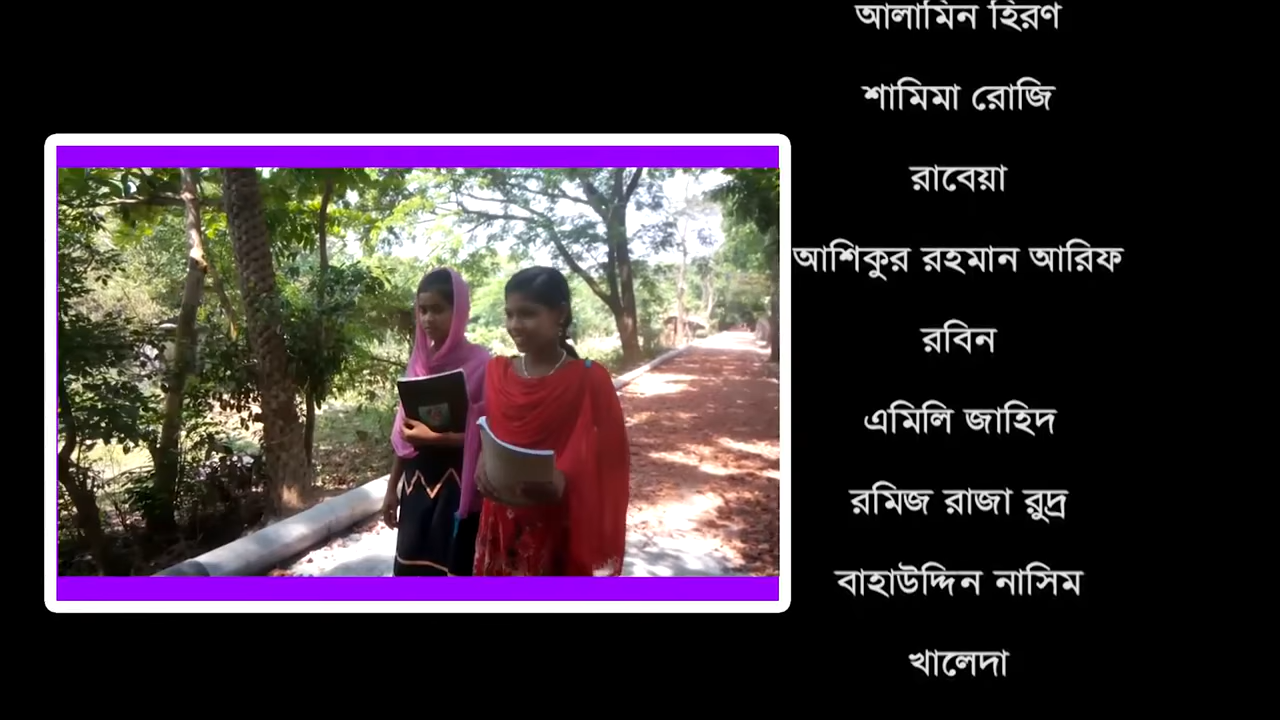 আলামিন হিরণ
শামিমা রোজি
রাবেয়া
আশিকুর রহমান আরিফ
রবিন
এমিলি জাহিদ
রমিজ রাজা রুদ্র
বাহাউদ্দিন নাসিম
খালেদা